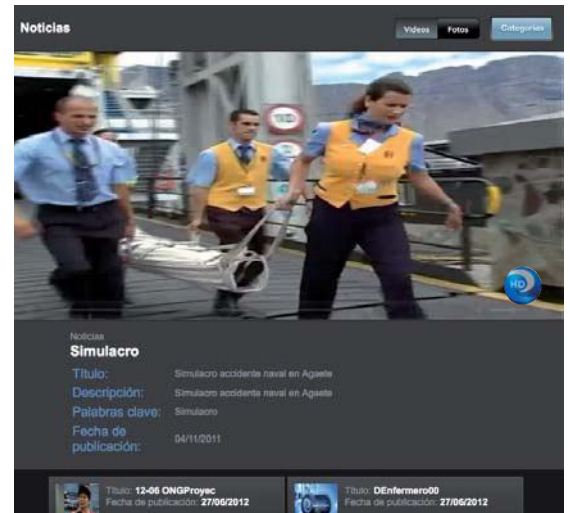 Noticias
Videos Fotos Categorías
HD
Noticias
Simulacro
Título: Simulacro accidente naval en Agaete
Descripción: Simulacro accidente naval en Agaete
Palabras clave: Simulacro
Fecha de
publicación: 04/11/2011
Título: 12-06 ONGProyec
Fecha de publicación: 27/06/2012
Título: DEnfermero00
Fecha de publicación: 27/06/2012